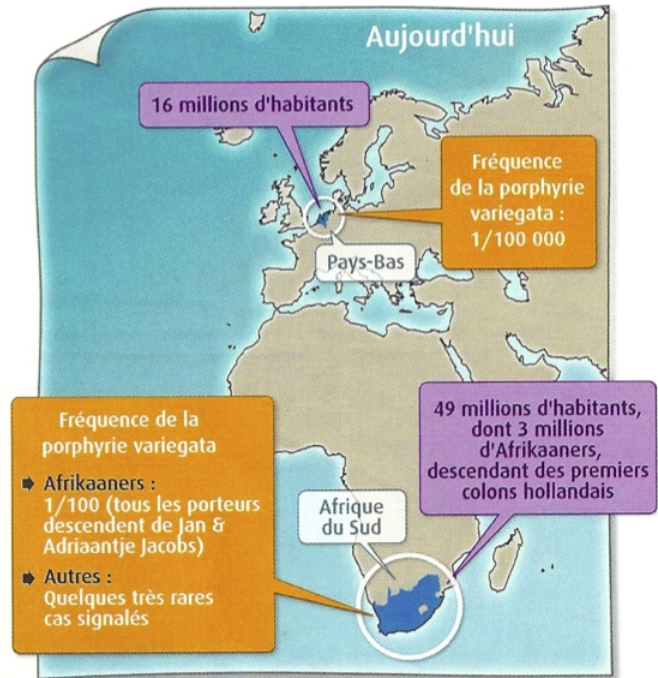 Aujourd'hui
16 millions d'habitants
Fréquence
de la porphyrie
variegata :
1/100 000
Pays-Bas
49 millions d'habitants,
dont 3 millions
d'Afrikaaners,
descendant des premiers
colons hollandais
Fréquence de la
porphyrie variegata
➡ Afrikaaners :
1/100 (tous les porteurs
descendent de Jan &
Adriaantje Jacobs)
➡ Autres :
Quelques très rares
cas signalés
Afrique
du Sud